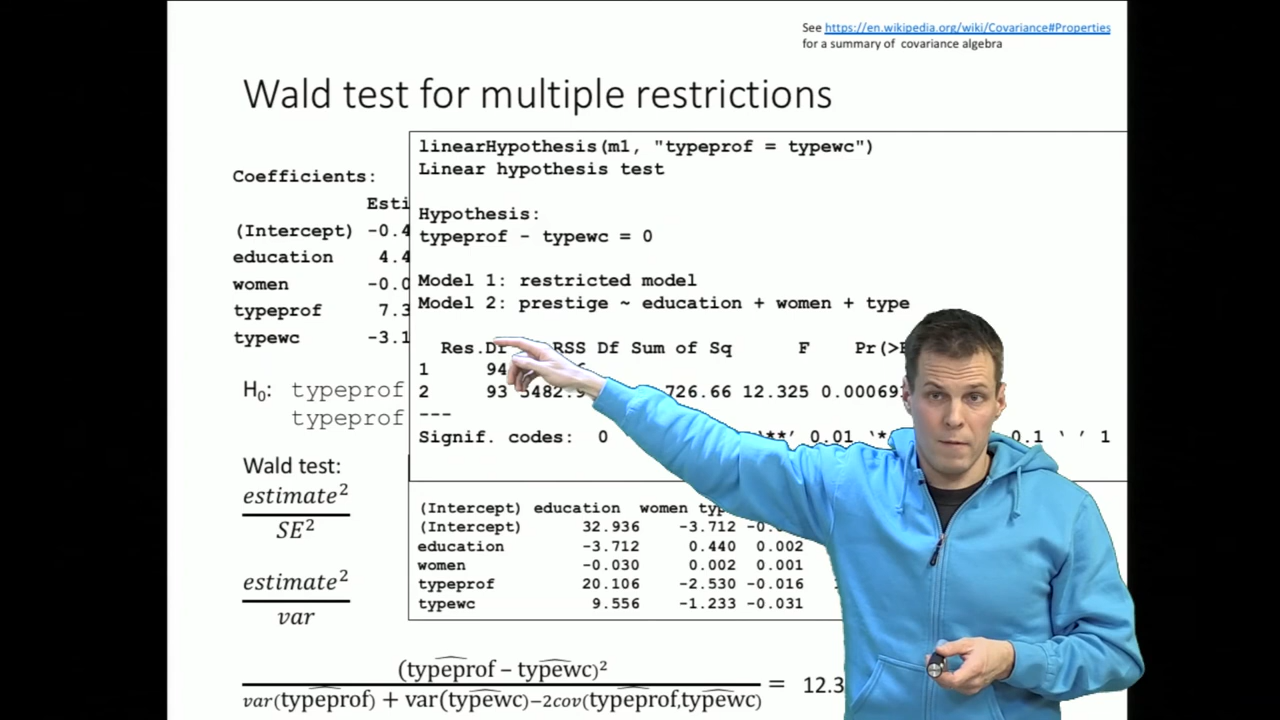 See https://en.wikipedia.org/wiki/Covariance#Properties
for a summary of covariance algebra
Wald test for multiple restrictions
linearHypothesis(m1, "typeprof = typewc")
Linear hypothesis test
Hypothesis:
typeprof - typewc = 0
Model 1: restricted model
Model 2: prestige ~ education + women + type
Res.Df RSS Df Sum of Sq F Pr(>
1 94
2 93 726.66 12.325
---
Signif. codes: 0 0.01 0.1 ' ' 1
Coefficients:
Esti
(Intercept) -0.4
education 4.4
women -0.0
typeprof 7.3
typewc -3.1
H0: typeprof
typeprof
Wald test:
estimate²
SE²
estimate²
var
(Intercept) education women
(Intercept) 32.936 -3.712
education -3.712 0.440 0.002
women -0.030 0.002 0.001
typeprof 20.106 -2.530 -0.016
typewc 9.556 -1.233 -0.031
(typeprof – typewc)²
var(typeprof) + var(typewc)−2cov(typeprof,typewc)
= 12.3